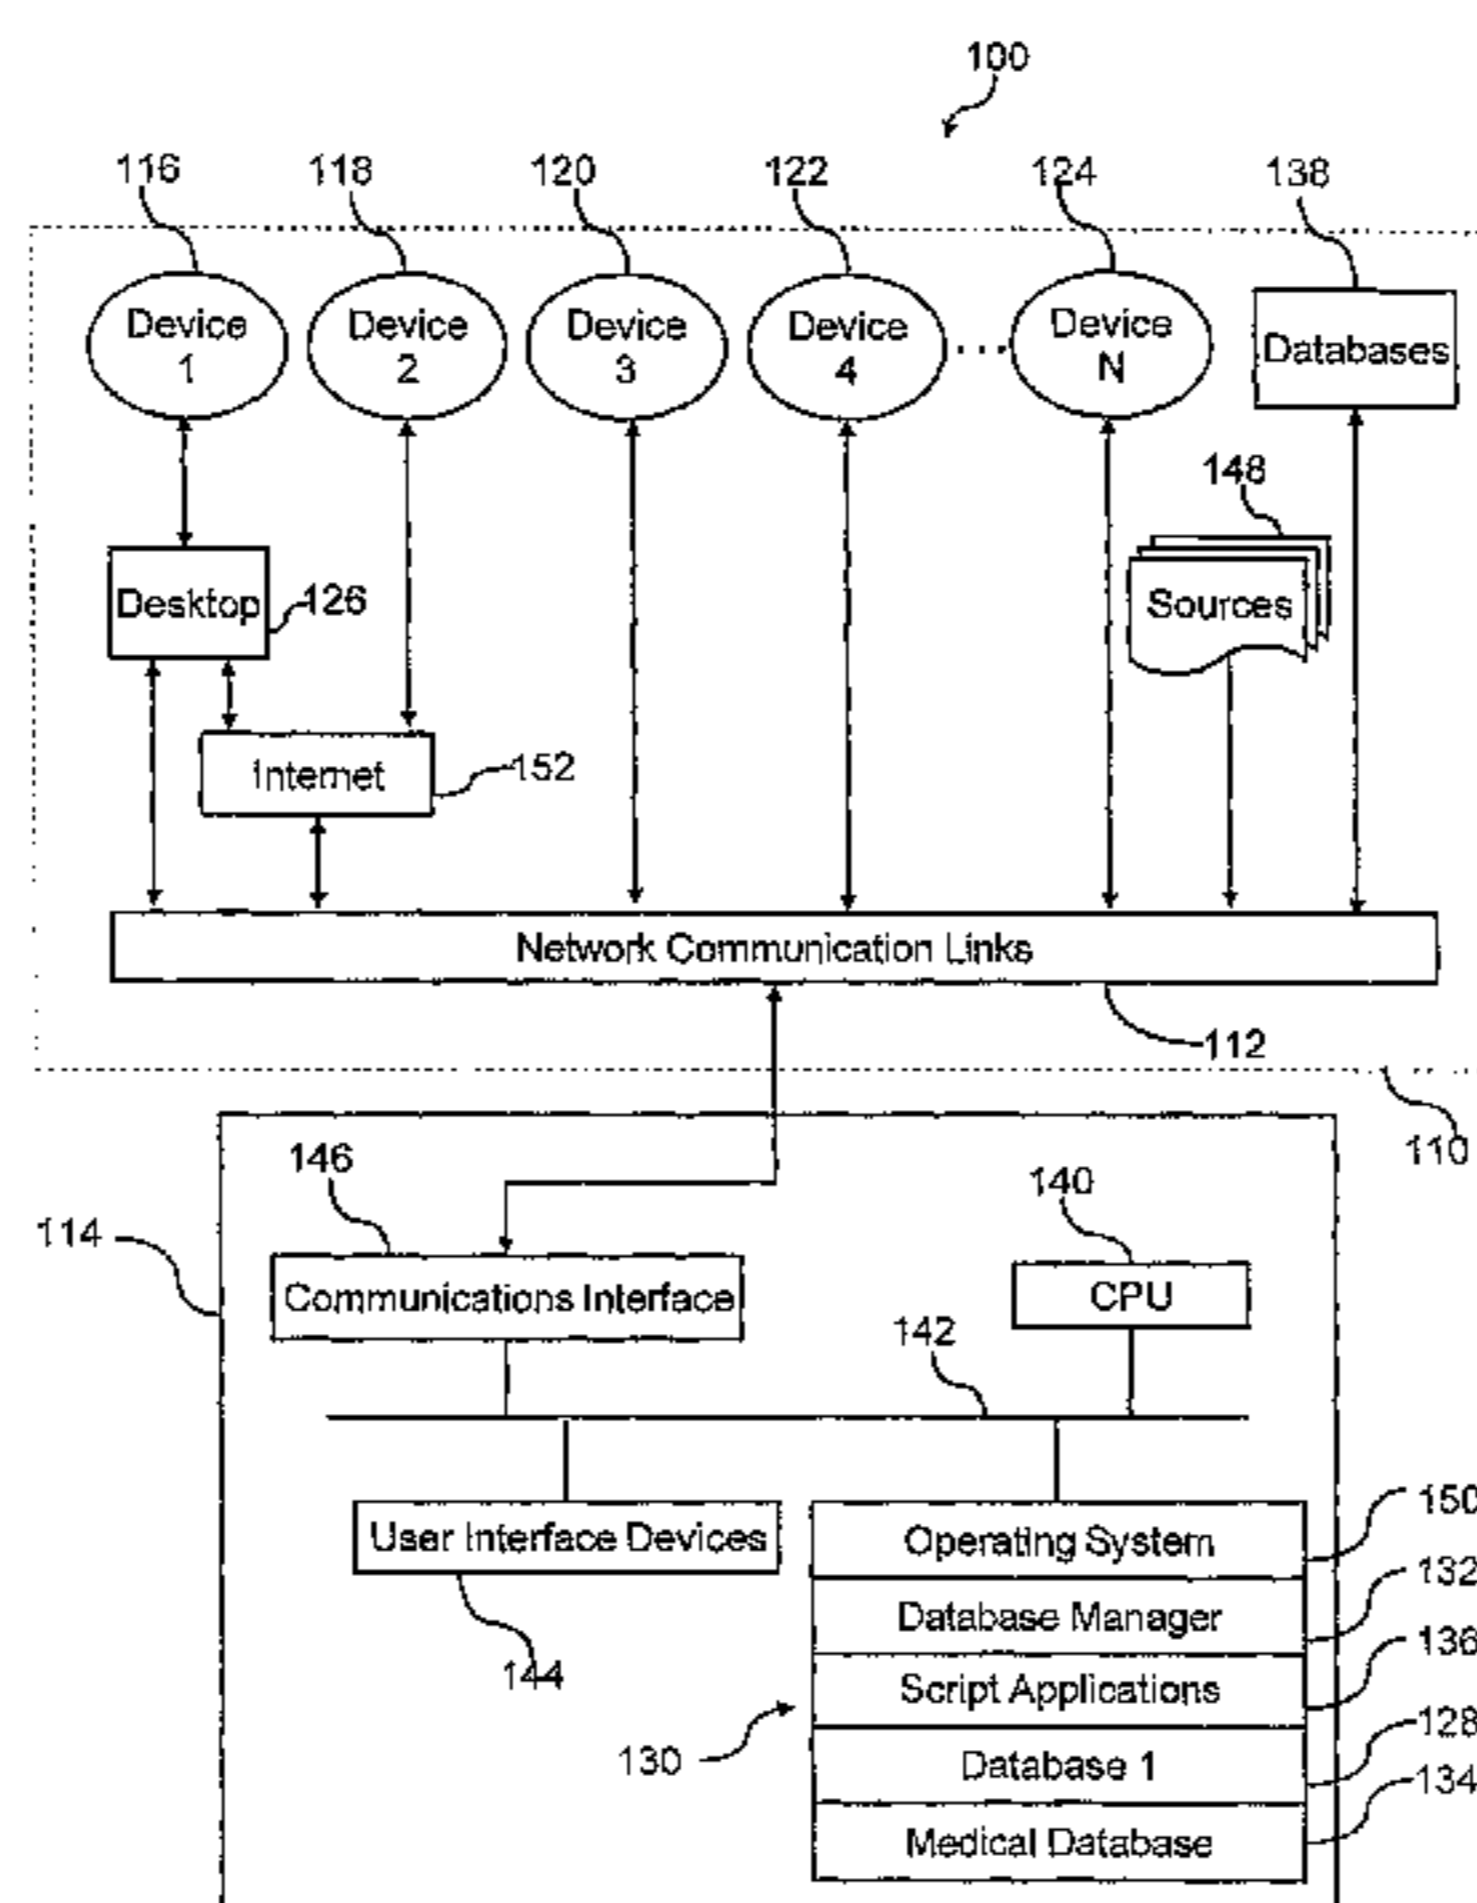 100
116
118
120
122
124
138
Device
1
Device
2
Device
3
Device
4
...
Device
N
Databases
148
Desktop
126
Sources
Internet
152
Network Communication Links
112
110
146
140
114
Communications Interface
CPU
142
User Interface Devices
144
Operating System
150
Database Manager
132
Script Applications
136
130
Database 1
128
Medical Database
134